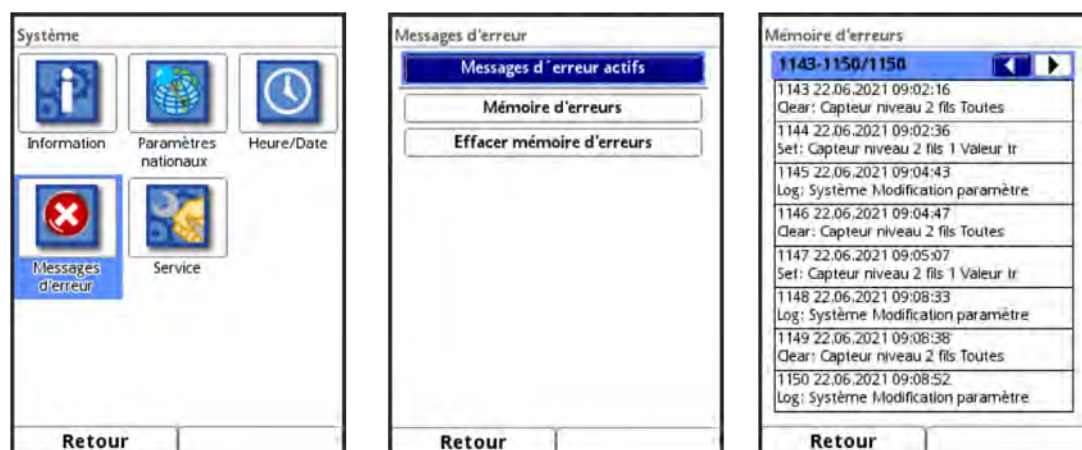 Système
Information
Paramètres
nationaux
Heure/Date
Messages
d'erreur
Service
Retour
Messages d'erreur
Messages d´erreur actifs
Mémoire d'erreurs
Effacer mémoire d'erreurs
Retour
Mémoire d'erreurs
1143-1150/1150
1143 22.06.2021 09:02:16
Clear: Capteur niveau 2 fils Toutes
1144 22.06.2021 09:02:36
Set: Capteur niveau 2 fils 1 Valeur tr
1145 22.06.2021 09:04:43
Log: Système Modification paramètre
1146 22.06.2021 09:04:47
Clear: Capteur niveau 2 fils Toutes
1147 22.06.2021 09:05:07
Set: Capteur niveau 2 fils 1 Valeur tr
1148 22.06.2021 09:08:33
Log: Système Modification paramètre
1149 22.06.2021 09:08:38
Clear: Capteur niveau 2 fils Toutes
1150 22.06.2021 09:08:52
Log: Système Modification paramètre
Retour